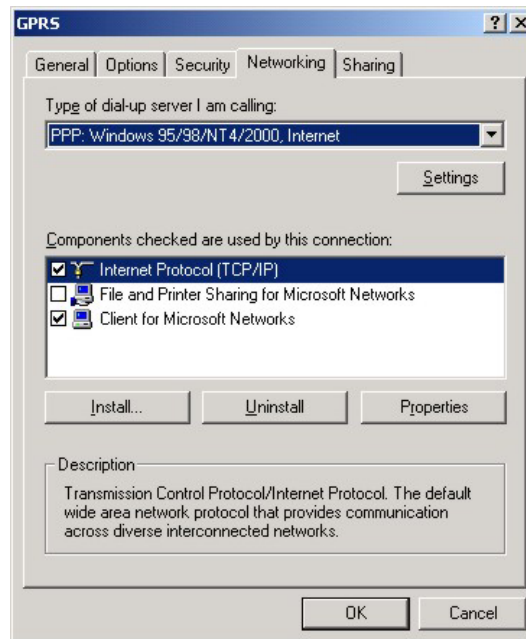 GPRS
General Options Security Networking Sharing
Type of dial-up server I am calling:
PPP: Windows 95/98/NT4/2000, Internet
Settings
Components checked are used by this connection:
Internet Protocol (TCP/IP)
File and Printer Sharing for Microsoft Networks
Client for Microsoft Networks
Install... Uninstall Properties
Description
Transmission Control Protocol/Internet Protocol. The default
wide area network protocol that provides communication
across diverse interconnected networks.
OK Cancel